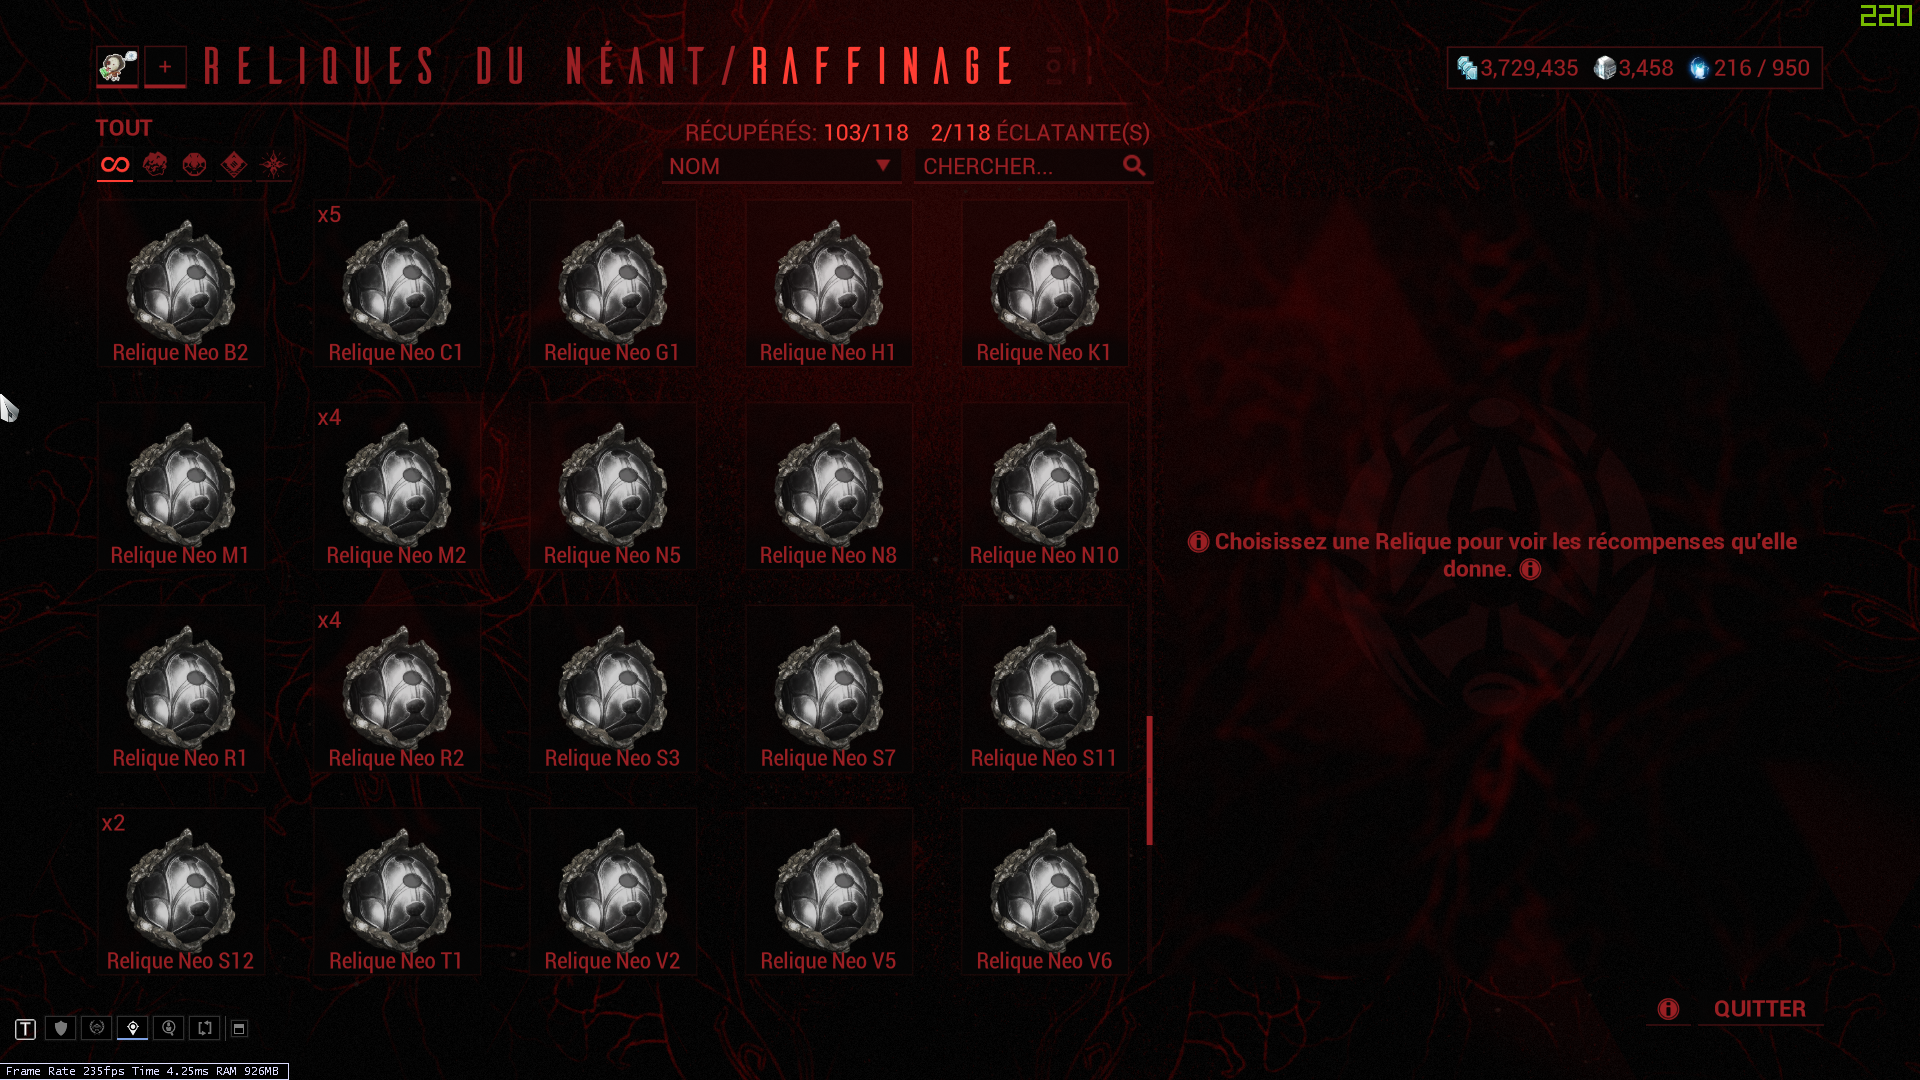 220
RELIQUES DU NÉANT/RAFFINAGE
3,729,435 3,458 216 / 950
TOUT
RÉCUPÉRÉS: 103/118 2/118 ÉCLATANTE(S)
NOM
CHERCHER...
x5
Relique Neo B2
Relique Neo C1
Relique Neo G1
Relique Neo H1
Relique Neo K1
x4
Relique Neo M1
Relique Neo M2
Relique Neo N5
Relique Neo N8
Relique Neo N10
Choisissez une Relique pour voir les récompenses qu'elle
donne.
x4
Relique Neo R1
Relique Neo R2
Relique Neo S3
Relique Neo S7
Relique Neo S11
x2
Relique Neo S12
Relique Neo T1
Relique Neo V2
Relique Neo V5
Relique Neo V6
QUITTER
T
Frame Rate 235fps Time 4.25ms RAM 926MB